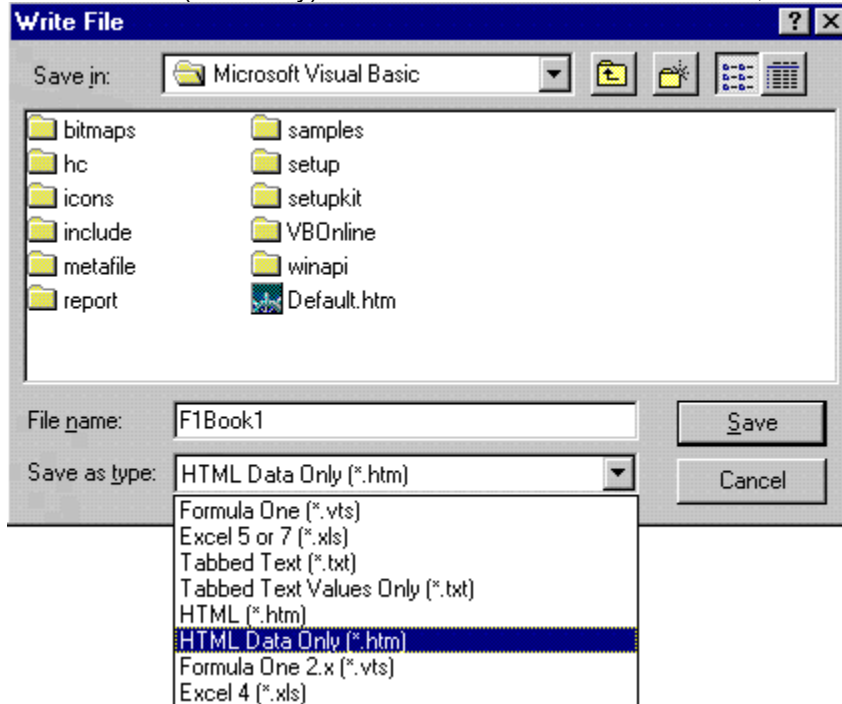 Write File
Save in: Microsoft Visual Basic
bitmaps samples
hc setup
icons setupkit
include VBOnline
metafile winapi
report Default.htm
File name: F1Book1 Save
Save as type: HTML Data Only (*.htm) Cancel
Formula One (*.vts)
Excel 5 or 7 (*.xls)
Tabbed Text (*.txt)
Tabbed Text Values Only (*.txt)
HTML (*.htm)
HTML Data Only (*.htm)
Formula One 2.x (*.vts)
Excel 4 (*.xls)